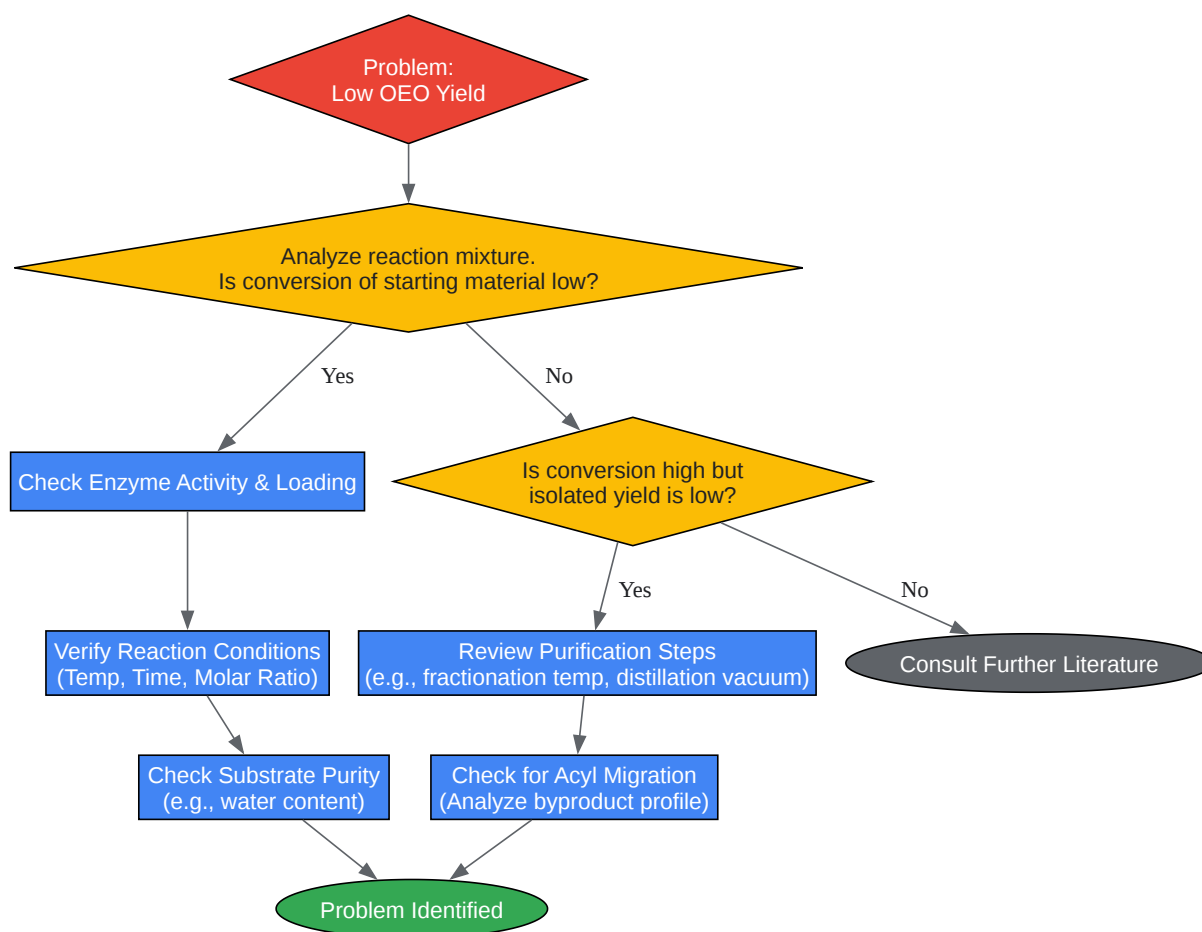 Problem:
Low OEO Yield
Analyze reaction mixture.
Is conversion of starting material low?
Yes
No
Check Enzyme Activity & Loading
Is conversion high but
isolated yield is low?
Yes
No
Verify Reaction Conditions
(Temp, Time, Molar Ratio)
Review Purification Steps
(e.g., fractionation temp, distillation vacuum)
Consult Further Literature
Check Substrate Purity
(e.g., water content)
Check for Acyl Migration
(Analyze byproduct profile)
Problem Identified